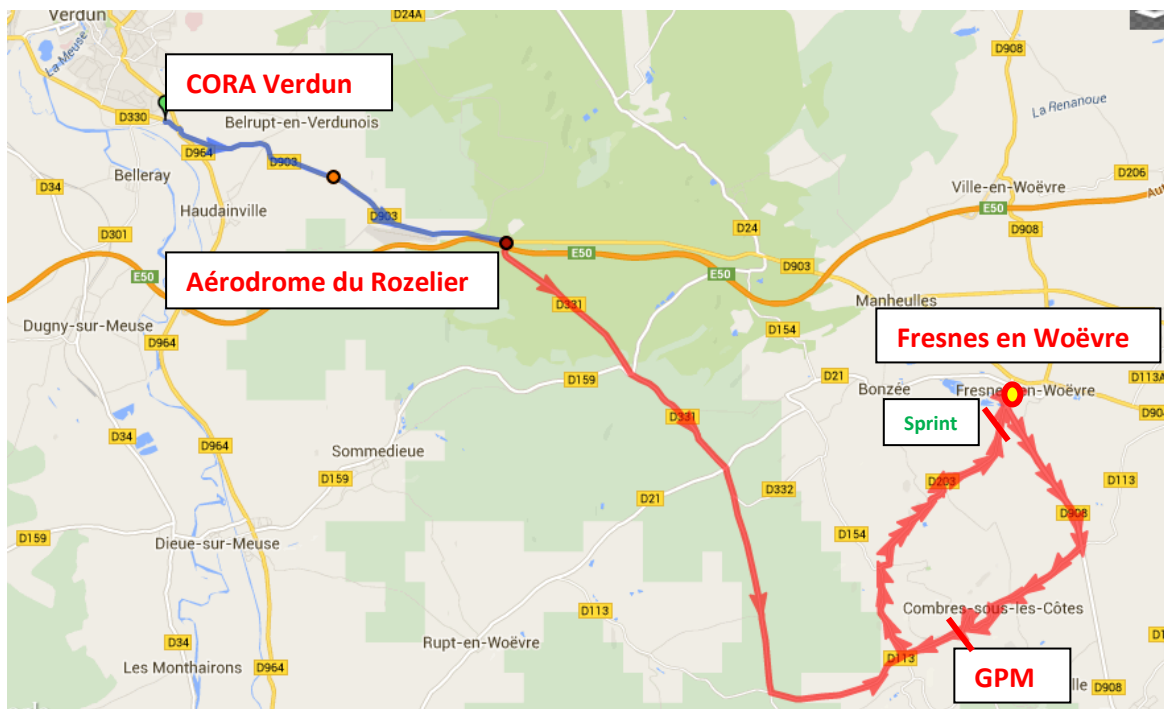 Verdun
D24A
La Meuse
D908
CORA Verdun
La Renanoue
D330
Belrupt-en-Verdunois
D964
D903
Belleray
D206
D34
Ville-en-Woëvre
Haudainville
D903
E50
D24
D908
D301
E50
E50
D903
E50
Aérodrome du Rozelier
Manheulles
D331
Dugny-sur-Meuse
D964
D154
Fresnes en Woëvre
D159
D21
Bonzée
Fresnes-en-Woëvre
D113A
D331
Sprint
D34
D964
Sommedieue
D159
D203
D113
D21
D332
D908
D159
Dieue-sur-Meuse
D154
D113
Combres-sous-les-Côtes
D34
Rupt-en-Woëvre
Les Monthairons
D964
D113
GPM
lle
D908